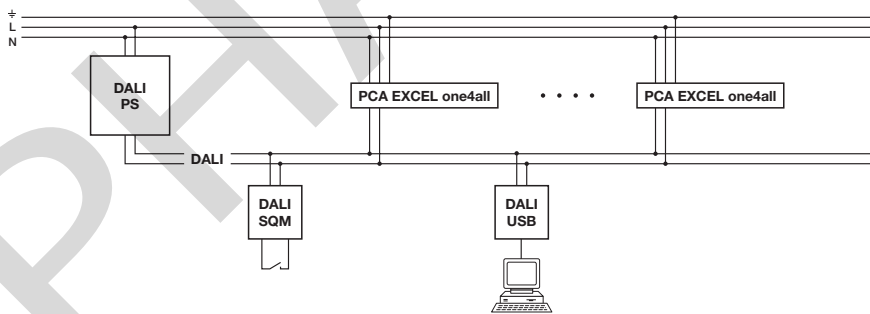 ⏚
L
N
DALI
PS
PCA EXCEL one4all
PCA EXCEL one4all
DALI
DALI
SQM
DALI
USB